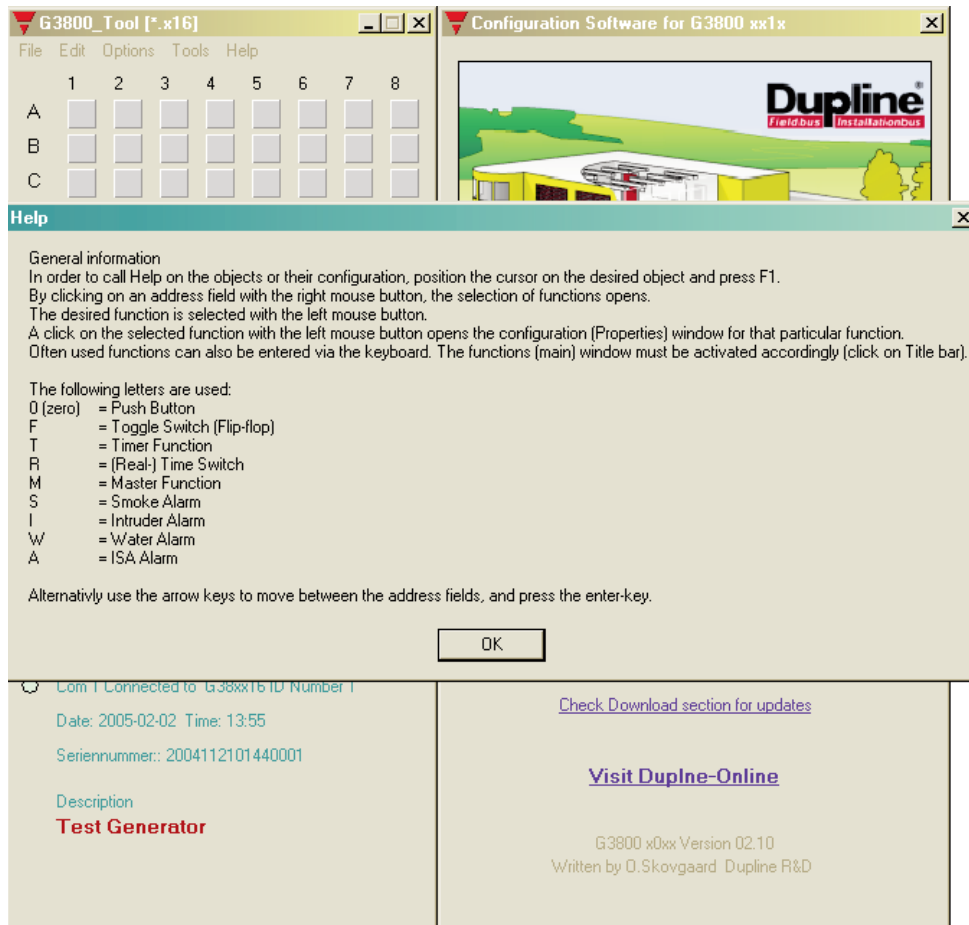 G3800_Tool [*.x16]
File Edit Options Tools Help
1 2 3 4 5 6 7 8
A
B
C
Configuration Software for G3800 xx1x
Dupline®
Fieldbus Installationbus
Help
General information
In order to call Help on the objects or their configuration, position the cursor on the desired object and press F1.
By clicking on an address field with the right mouse button, the selection of functions opens.
The desired function is selected with the left mouse button.
A click on the selected function with the left mouse button opens the configuration (Properties) window for that particular function.
Often used functions can also be entered via the keyboard. The functions (main) window must be activated accordingly (click on Title bar).
The following letters are used:
0 (zero) = Push Button
F = Toggle Switch (Flip-flop)
T = Timer Function
R = (Real-) Time Switch
M = Master Function
S = Smoke Alarm
I = Intruder Alarm
W = Water Alarm
A = ISA Alarm
Alternativly use the arrow keys to move between the address fields, and press the enter-key.
OK
Com 1 Connected to G38xx161D Number 1
Date: 2005-02-02 Time: 13:55
Seriennummer:: 2004112101440001
Description
Test Generator
Check Download section for updates
Visit Duplne-Online
G3800 x0xx Version 02.10
Written by O.Skovgaard Dupline R&D